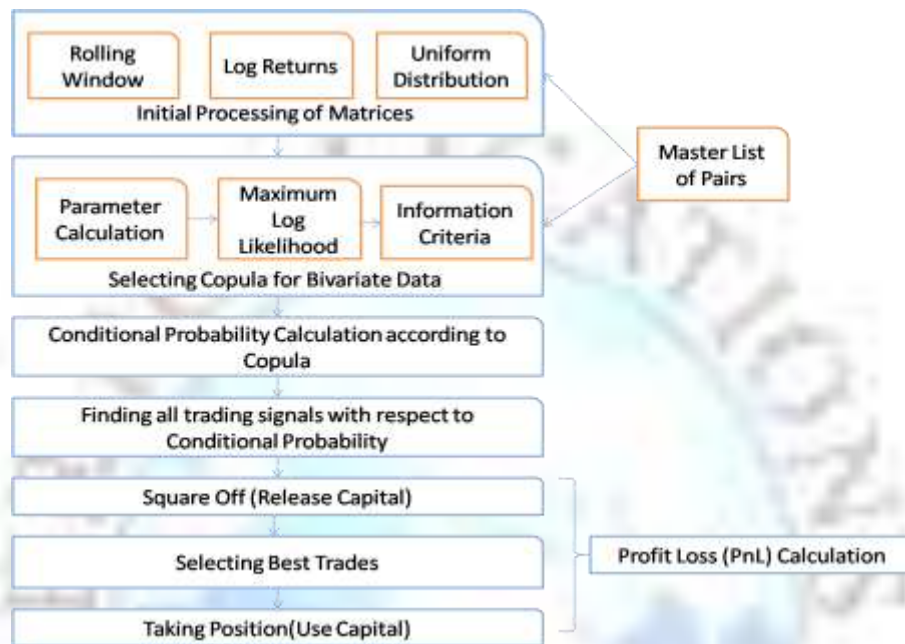 Rolling
Window
Log Returns
Uniform
Distribution
Initial Processing of Matrices
Master List
of Pairs
Parameter
Calculation
Maximum
Log
Likelihood
Information
Criteria
Selecting Copula for Bivariate Data
Conditional Probability Calculation according to
Copula
Finding all trading signals with respect to
Conditional Probability
Square Off (Release Capital)
Selecting Best Trades
Taking Position(Use Capital)
Profit Loss (PnL) Calculation